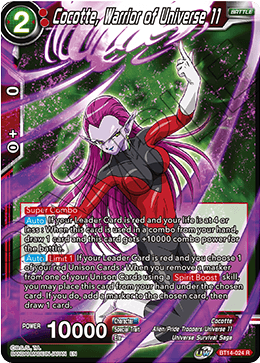 2
Cocotte, Warrior of Universe 11
BATTLE
0 + 0
Super Combo
Auto If your Leader Card is red and your life is at 4 or
less : When this card is used in a combo from your hand,
draw 1 card and this card gets +10000 combo power for
the battle.
Auto Limit 1 If your Leader Card is red and you choose 1
of your red Unison Cards : When you remove a marker
from one of your Unison Cards using a Spirit Boost skill,
you may place this card from your hand under the chosen
card. If you do, add a marker to the chosen card, then
draw 1 card.
POWER 10000
Character
Cocotte
Special Trait
Alien/Pride Troopers/Universe 11
Era
Universe Survival Saga
BT14-024 R